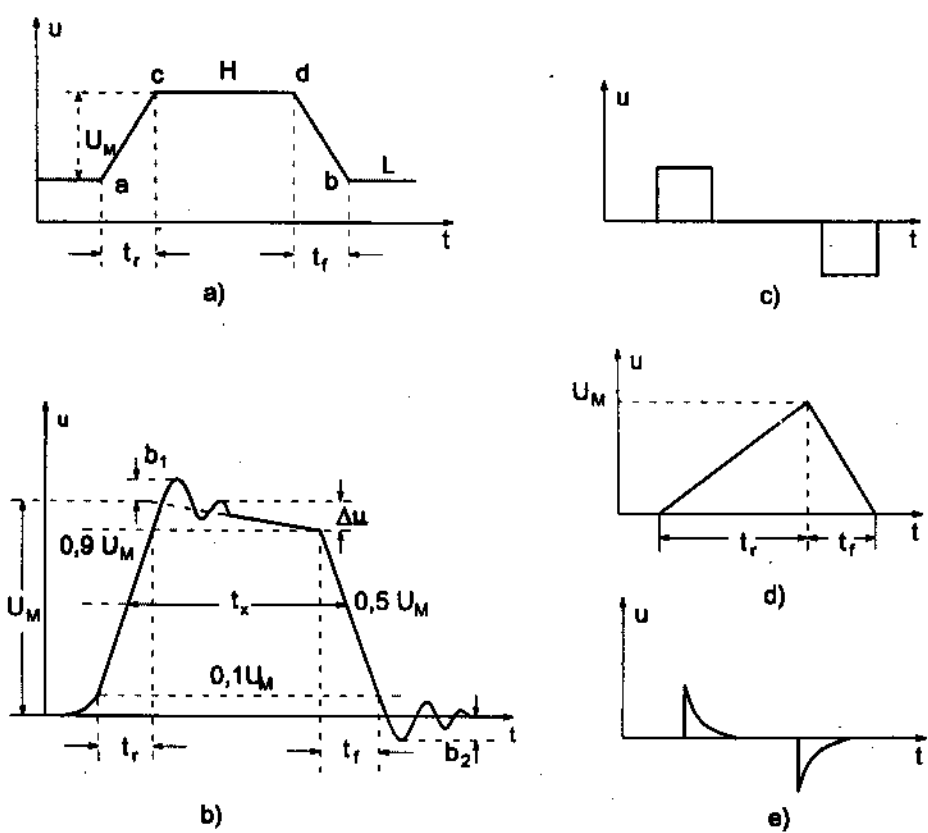 u
c H d
U_M
a b L
t
t_r t_f
a)
u
t
c)
u
b_1
Δu
0,9 U_M
U_M
t_x 0,5 U_M
0,1U_M
t
t_r t_f b_2
b)
u
U_M
t_r t_f t
d)
u
t
e)